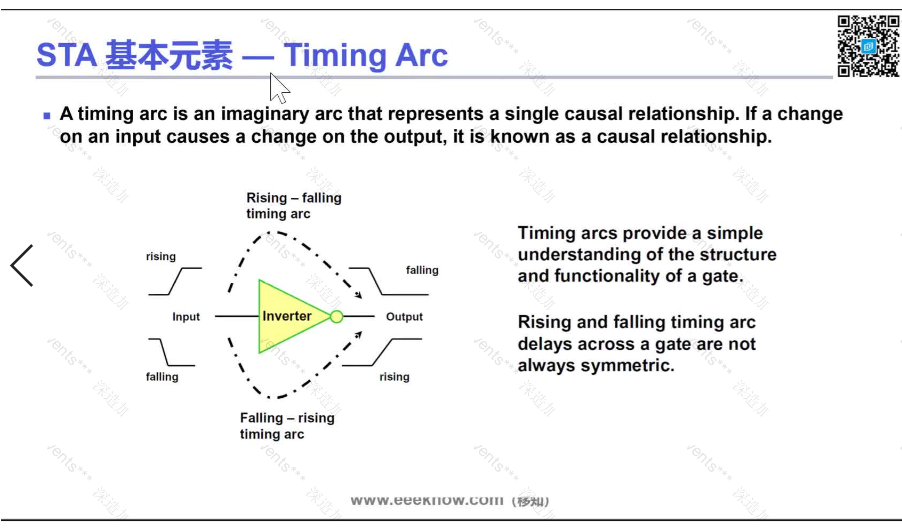 STA 基本元素 — Timing Arc
A timing arc is an imaginary arc that represents a single causal relationship. If a change
on an input causes a change on the output, it is known as a causal relationship.
Rising – falling
timing arc
rising
falling
Input
Inverter
Output
falling
rising
Falling – rising
timing arc
Timing arcs provide a simple
understanding of the structure
and functionality of a gate.
Rising and falling timing arc
delays across a gate are not
always symmetric.
www.eeeknow.com (移知)